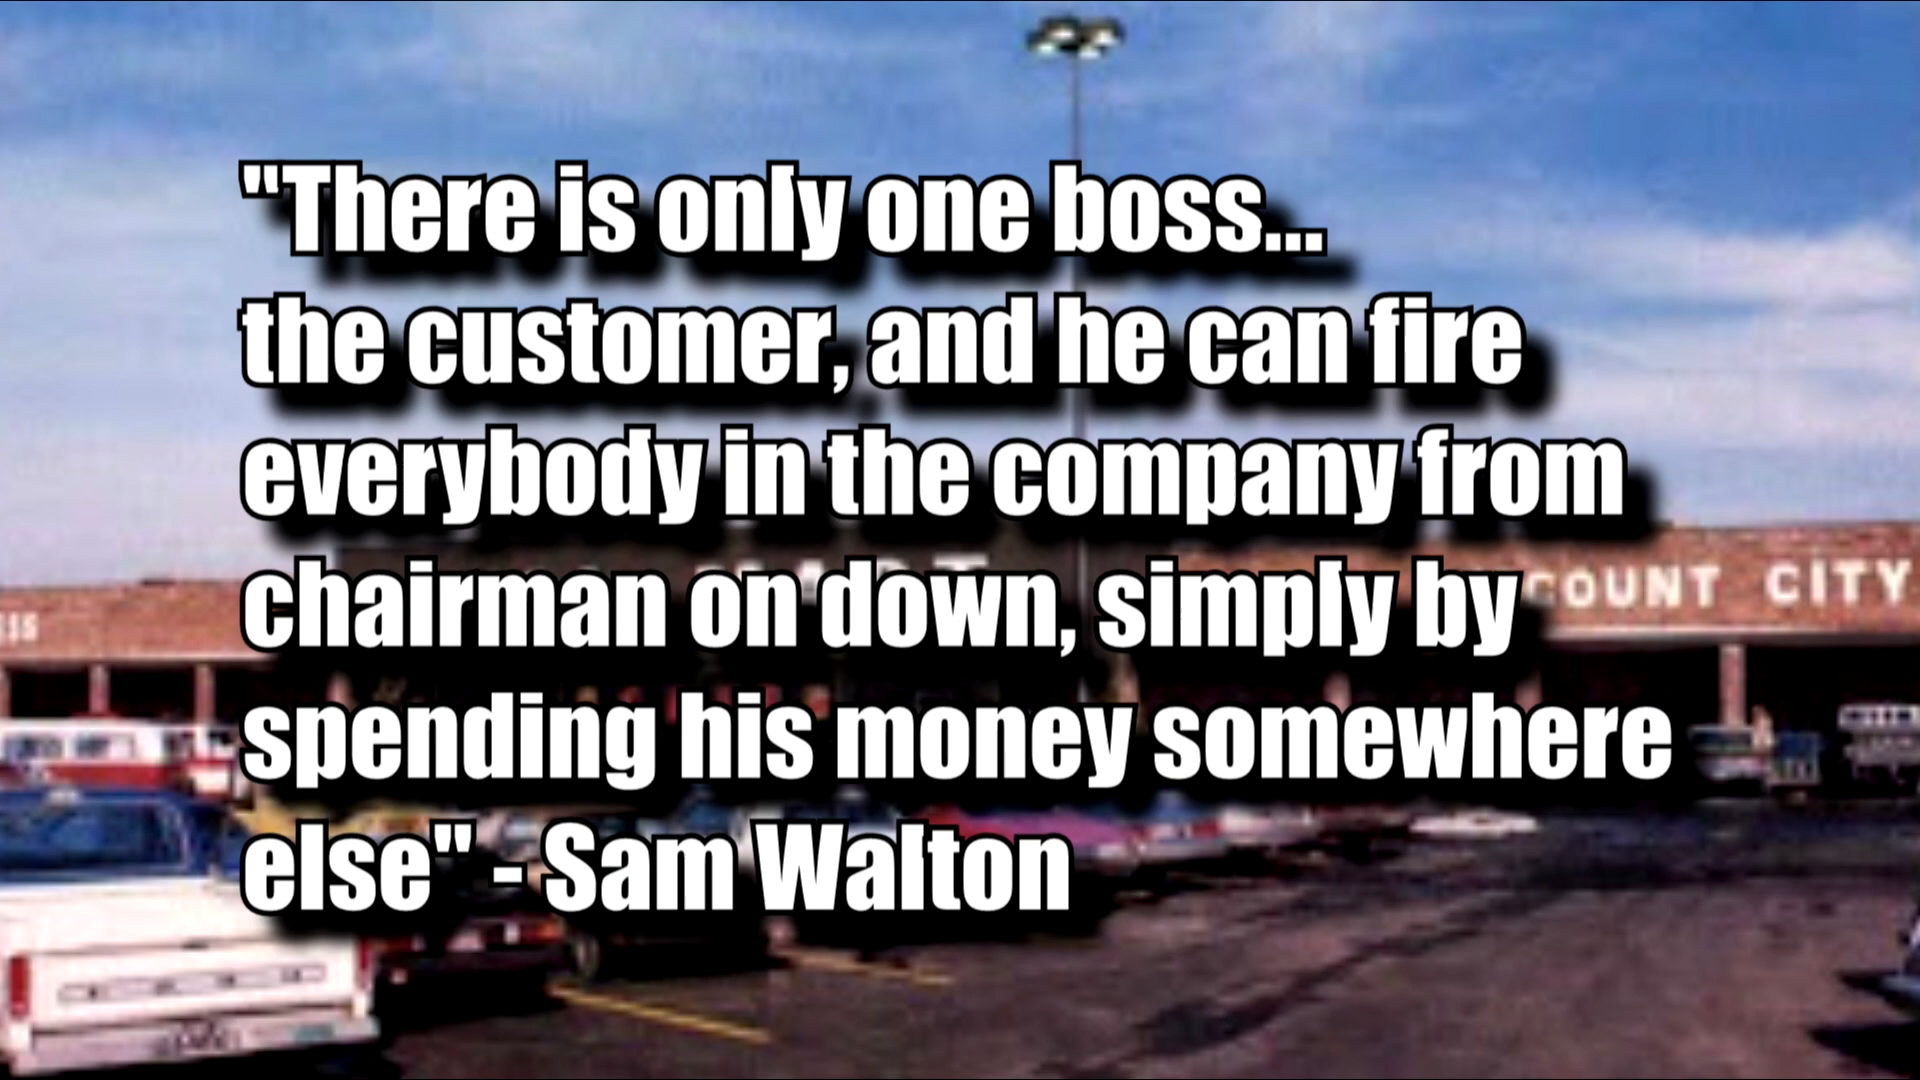 "There is only one boss...
the customer, and he can fire
everybody in the company from
chairman on down, simply by
spending his money somewhere
else" - Sam Walton
COUNT CITY